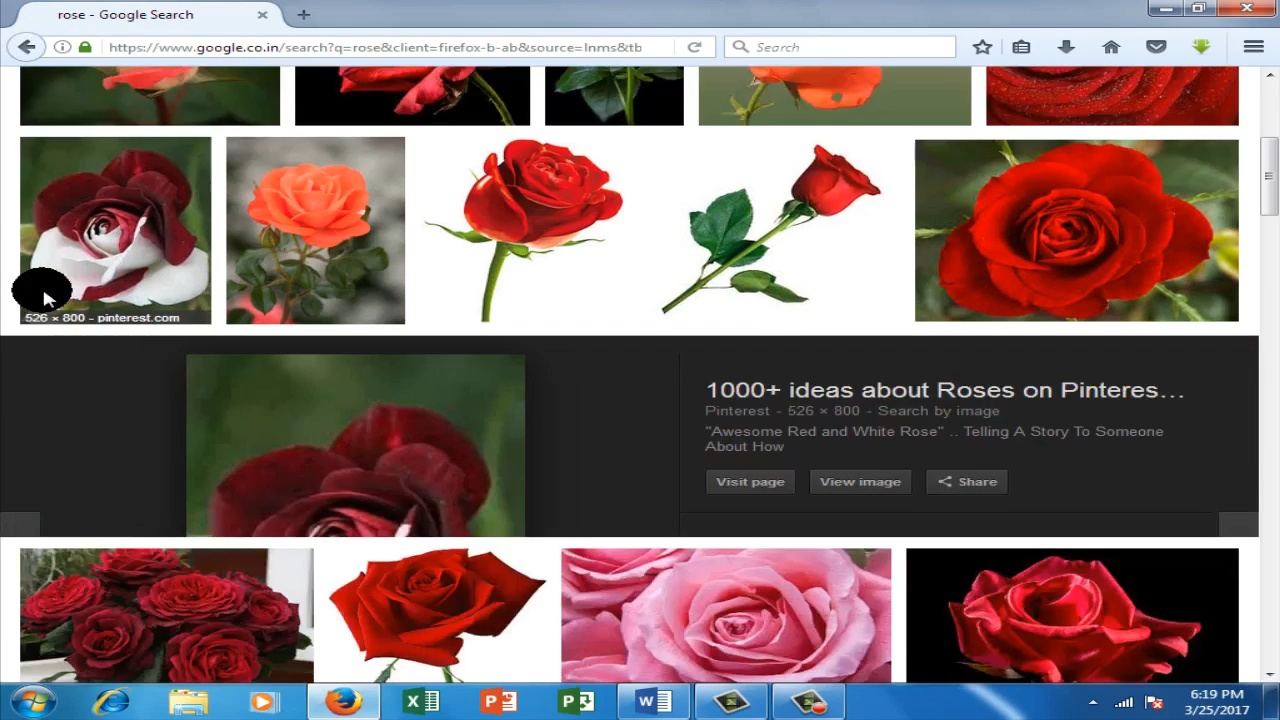 rose - Google Search
https://www.google.co.in/search?q=rose&client=firefox-b-ab&source=lnms&tb
Search
526 × 800 - pinterest.com
1000+ ideas about Roses on Pinteres...
Pinterest - 526 × 800 - Search by image
"Awesome Red and White Rose" .. Telling A Story To Someone
About How
Visit page
View image
Share
6:19 PM
3/25/2017